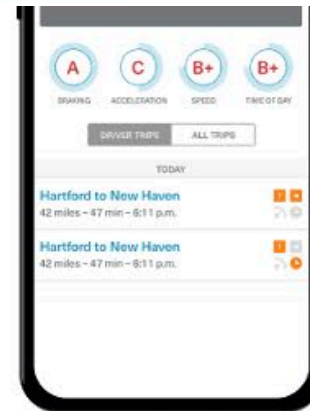 A C B+ B+
BRAKING ACCELERATION SPEED TIME OF DAY
DRIVER TRIPS ALL TRIPS
TODAY
Hartford to New Haven
42 miles – 47 min – 6:11 p.m.
Hartford to New Haven
42 miles – 47 min – 6:11 p.m.